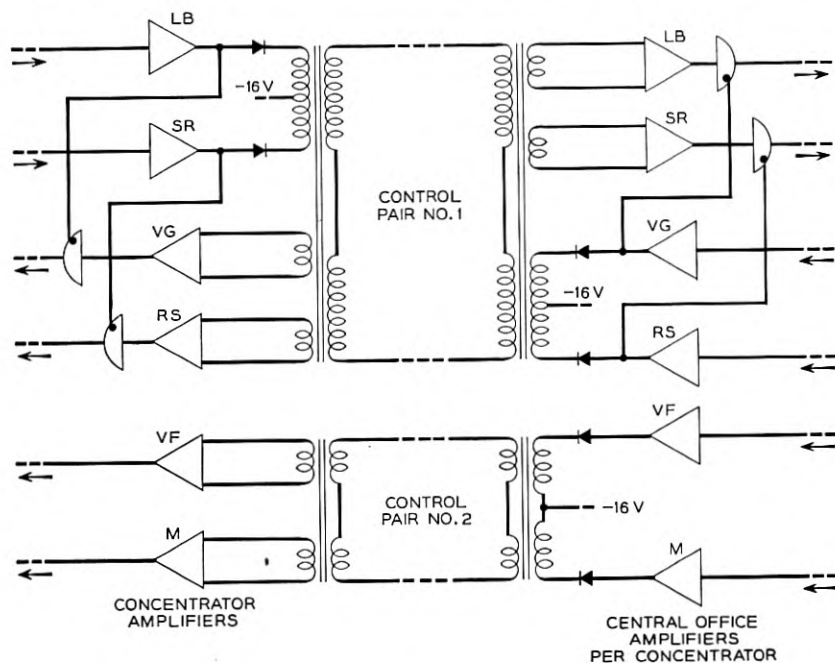 LB
LB
-16 V
SR
SR
CONTROL
PAIR NO.1
VG
VG
-16 V
RS
RS
VF
VF
CONTROL
PAIR NO.2
-16 V
M
M
CONCENTRATOR
AMPLIFIERS
CENTRAL OFFICE
AMPLIFIERS
PER CONCENTRATOR